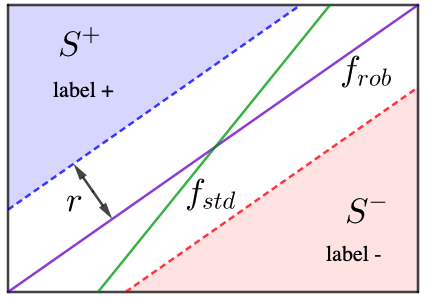 S⁺
label +
f_rob
r
f_std
S⁻
label -